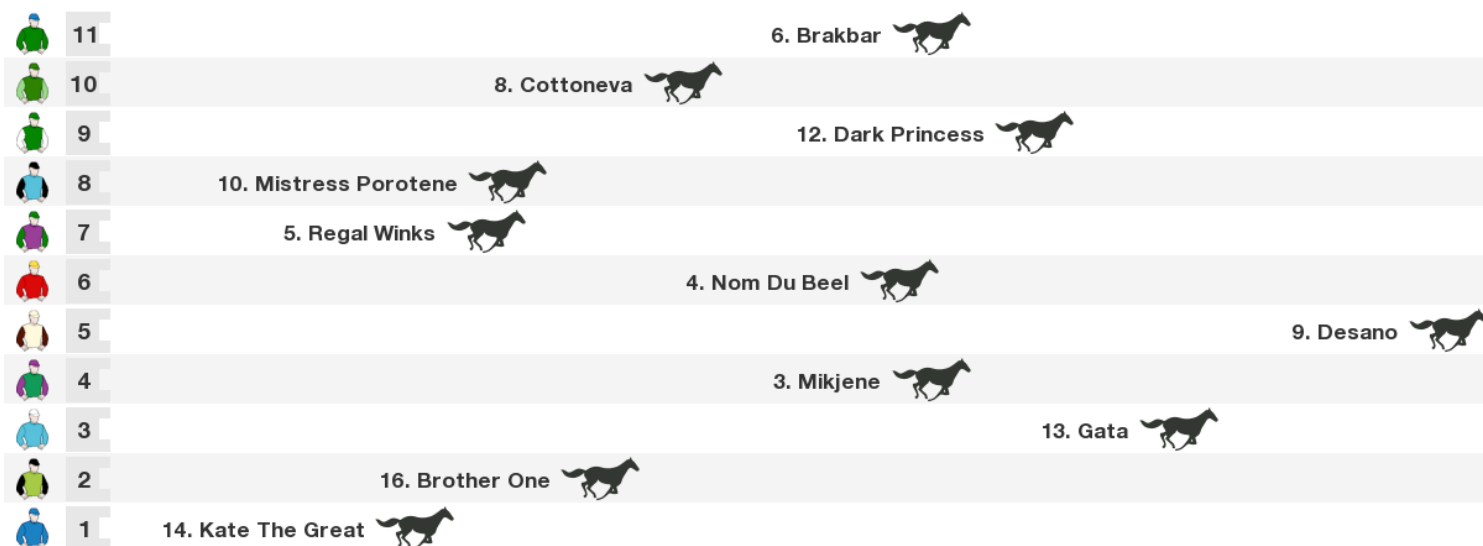 11 6. Brakbar
10 8. Cottoneva
9 12. Dark Princess
8 10. Mistress Porotene
7 5. Regal Winks
6 4. Nom Du Beel
5 9. Desano
4 3. Mikjene
3 13. Gata
2 16. Brother One
1 14. Kate The Great